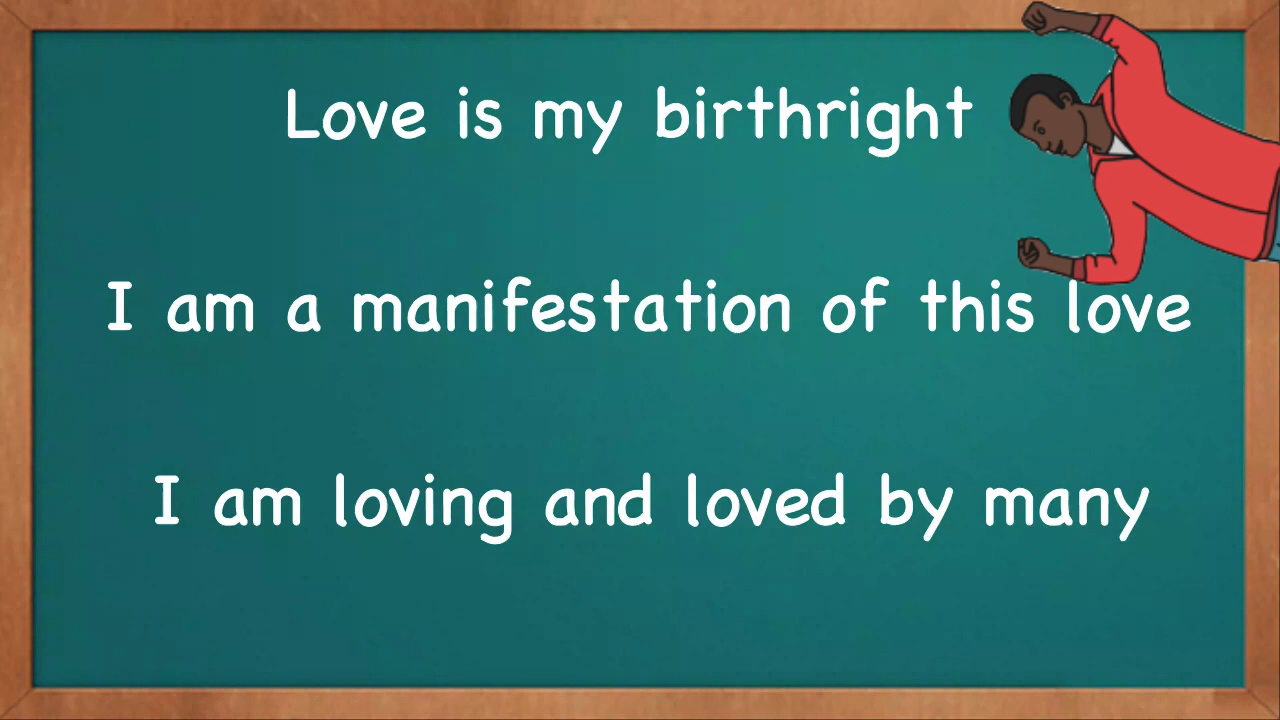 Love is my birthright
I am a manifestation of this love
I am loving and loved by many